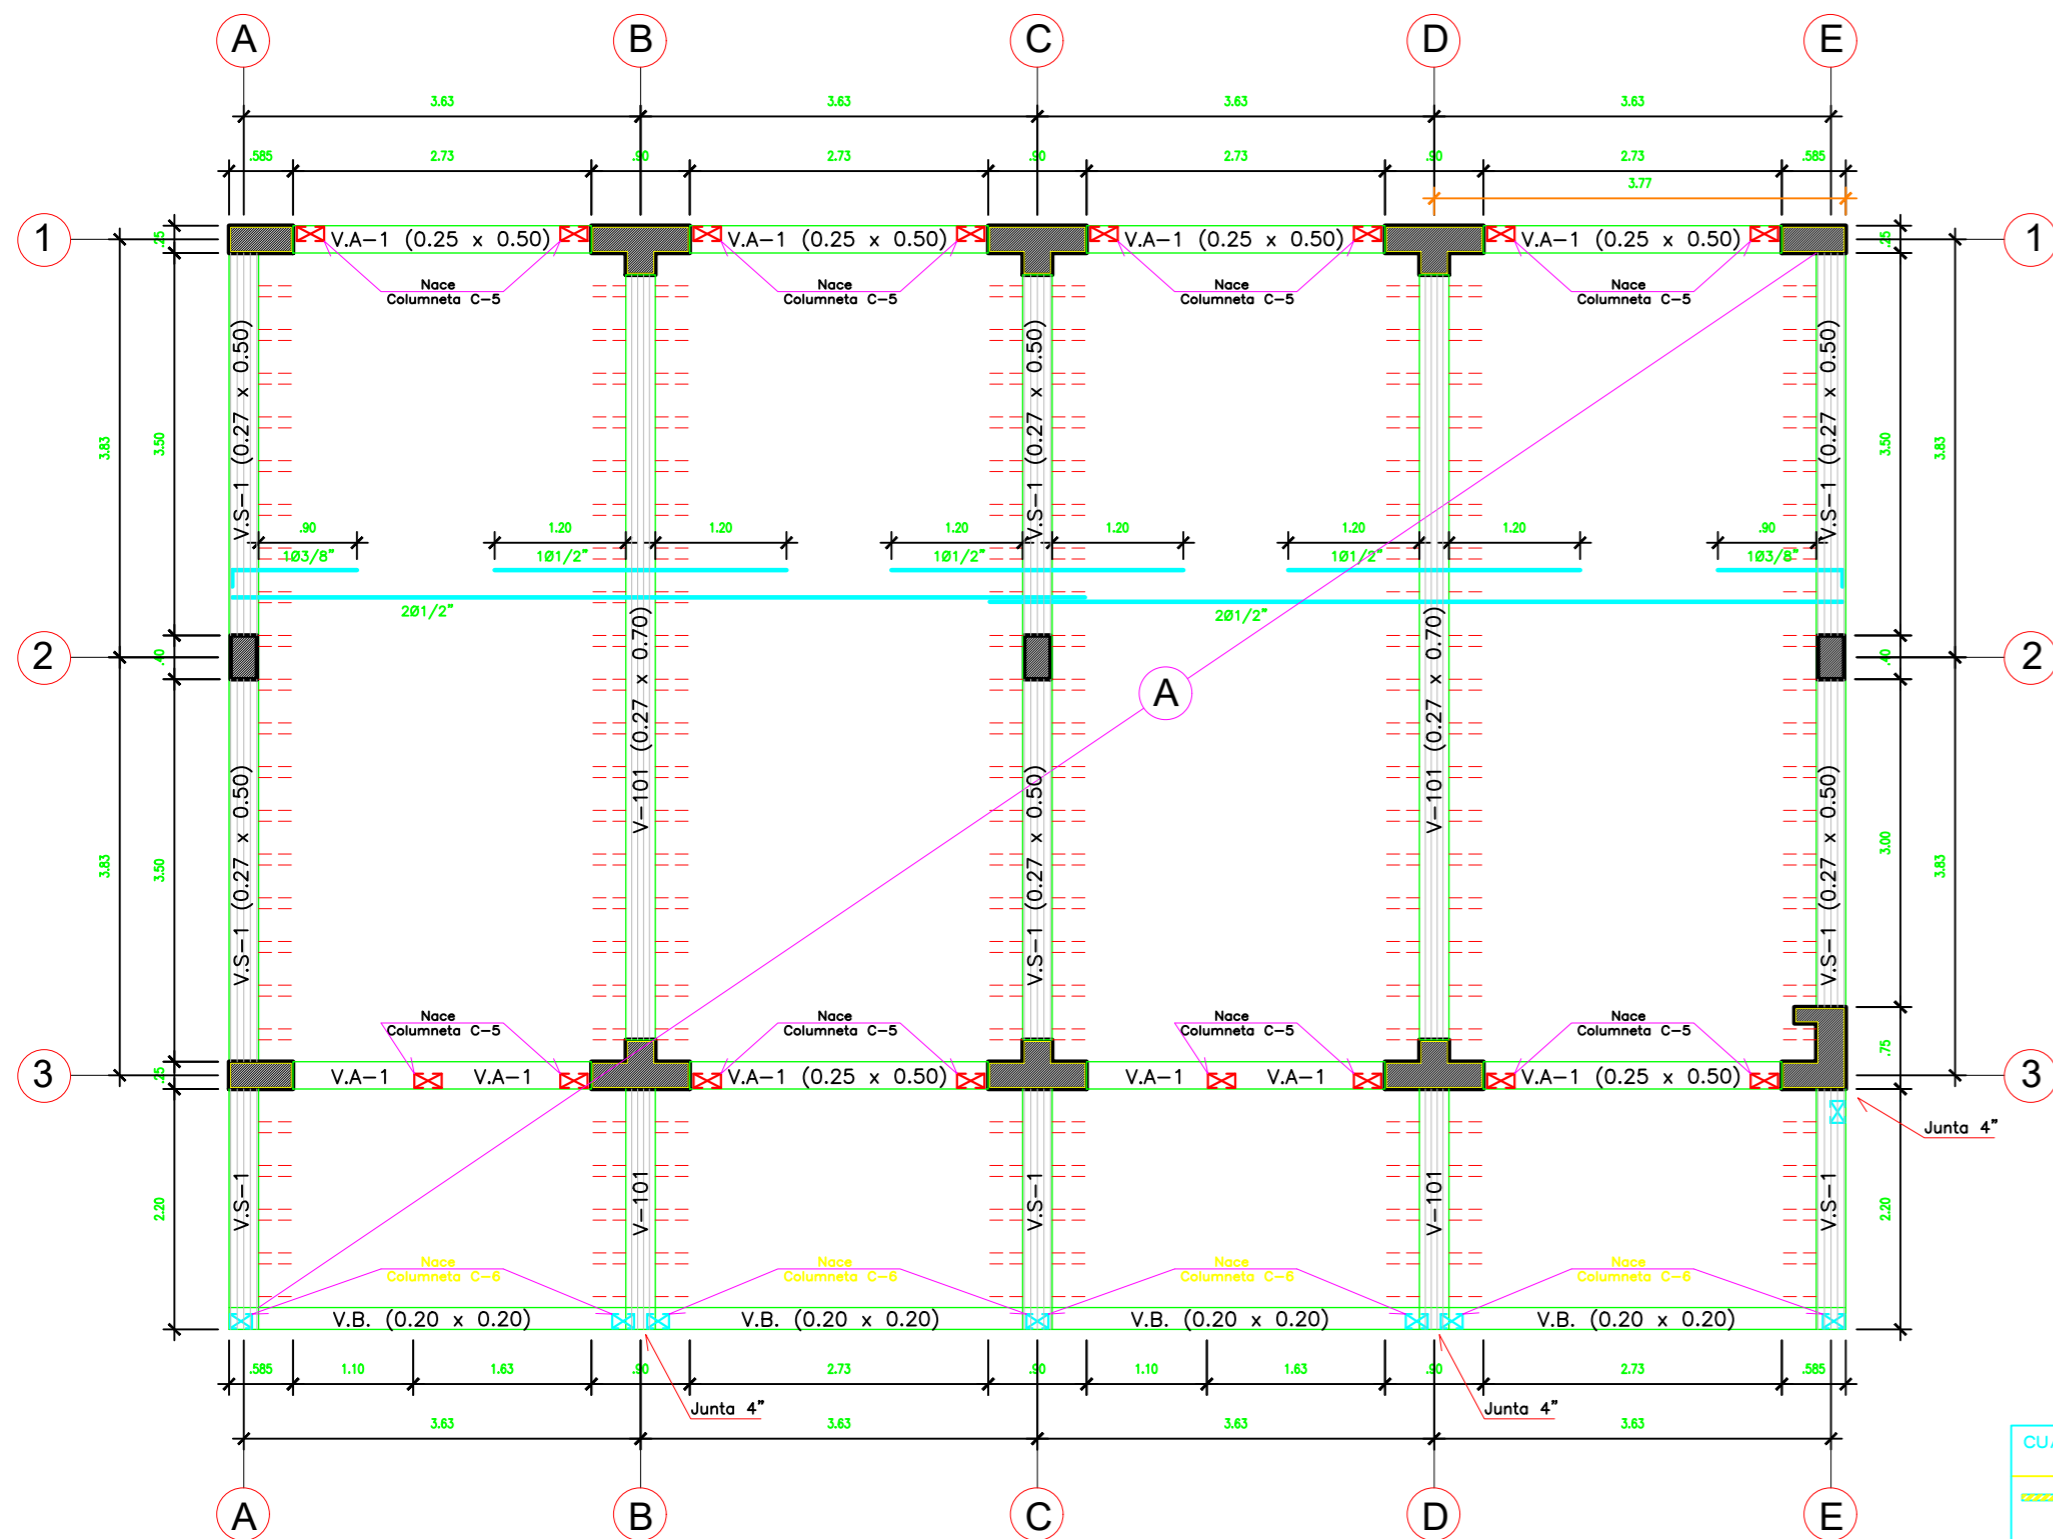 A B C D E
3.63 3.63 3.63 3.63
.585 2.73 .90 2.73 .90 2.73 .90 2.73 .585
3.77
1 .25 V.A-1 (0.25 x 0.50) V.A-1 (0.25 x 0.50) V.A-1 (0.25 x 0.50) V.A-1 (0.25 x 0.50) .25 1
Nace Nace Nace Nace
Columneta C-5 Columneta C-5 Columneta C-5 Columneta C-5
3.83 3.50 V.S-1 (0.27 x 0.50) V.S-1 (0.27 x 0.50) V.S-1 (0.27 x 0.50) 3.50 3.83
.90 1.20 1.20 1.20 1.20 1.20 1.20 .90
1Ø3/8" 1Ø1/2" 1Ø1/2" 1Ø1/2" 1Ø3/8"
2Ø1/2" 2Ø1/2"
2 .40 V-101 (0.27 x 0.70) V-101 (0.27 x 0.70) .40 2
A
3.83 3.50 V.S-1 (0.27 x 0.50) V.S-1 (0.27 x 0.50) V.S-1 (0.27 x 0.50) 3.00 3.83
Nace Nace Nace Nace
Columneta C-5 Columneta C-5 Columneta C-5 Columneta C-5
.75
3 .25 V.A-1 V.A-1 V.A-1 (0.25 x 0.50) V.A-1 V.A-1 V.A-1 (0.25 x 0.50) 3
Junta 4"
2.20 V.S-1 V-101 V.S-1 V-101 V.S-1 2.20
Nace Nace Nace Nace
Columneta C-6 Columneta C-6 Columneta C-6 Columneta C-6
V.B. (0.20 x 0.20) V.B. (0.20 x 0.20) V.B. (0.20 x 0.20) V.B. (0.20 x 0.20)
.585 1.10 1.63 .90 2.73 .90 1.10 1.63 .90 2.73 .585
Junta 4" Junta 4"
3.63 3.63 3.63 3.63
A B C D E